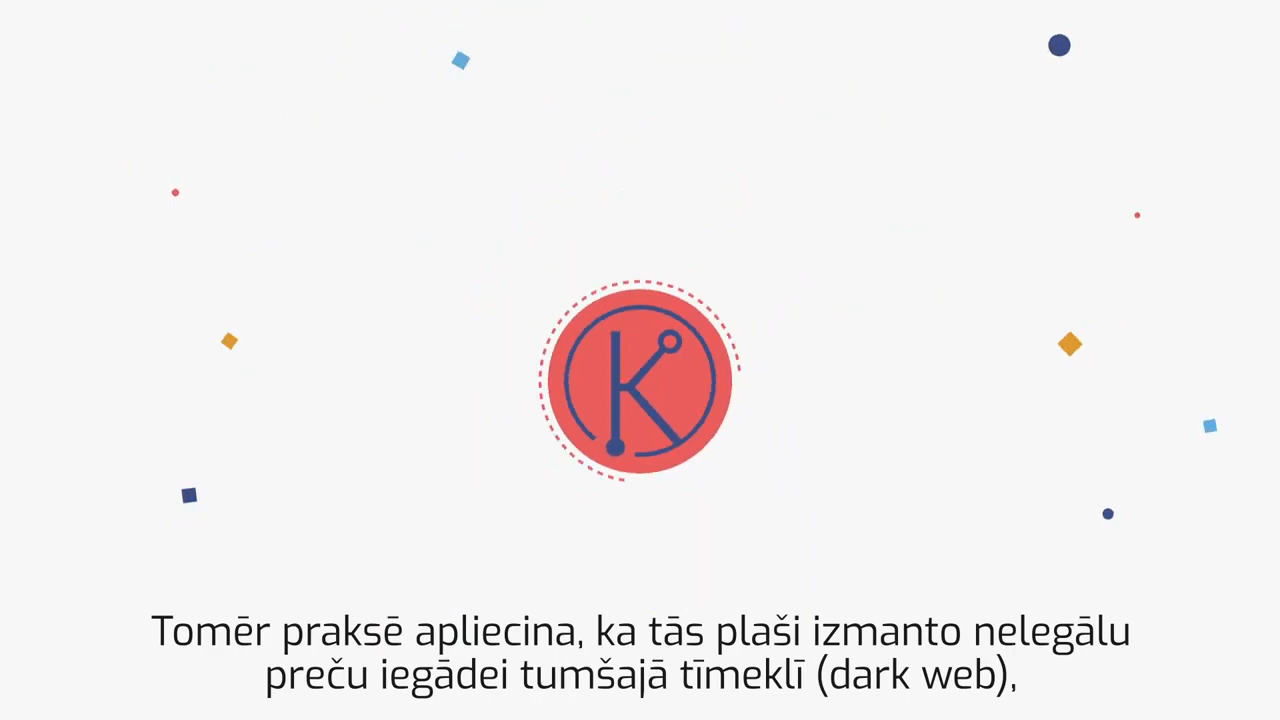 K
Tomēr praksē apliecina, ka tās plaši izmanto nelegālu
preču iegādei tumšajā tīmeklī (dark web),